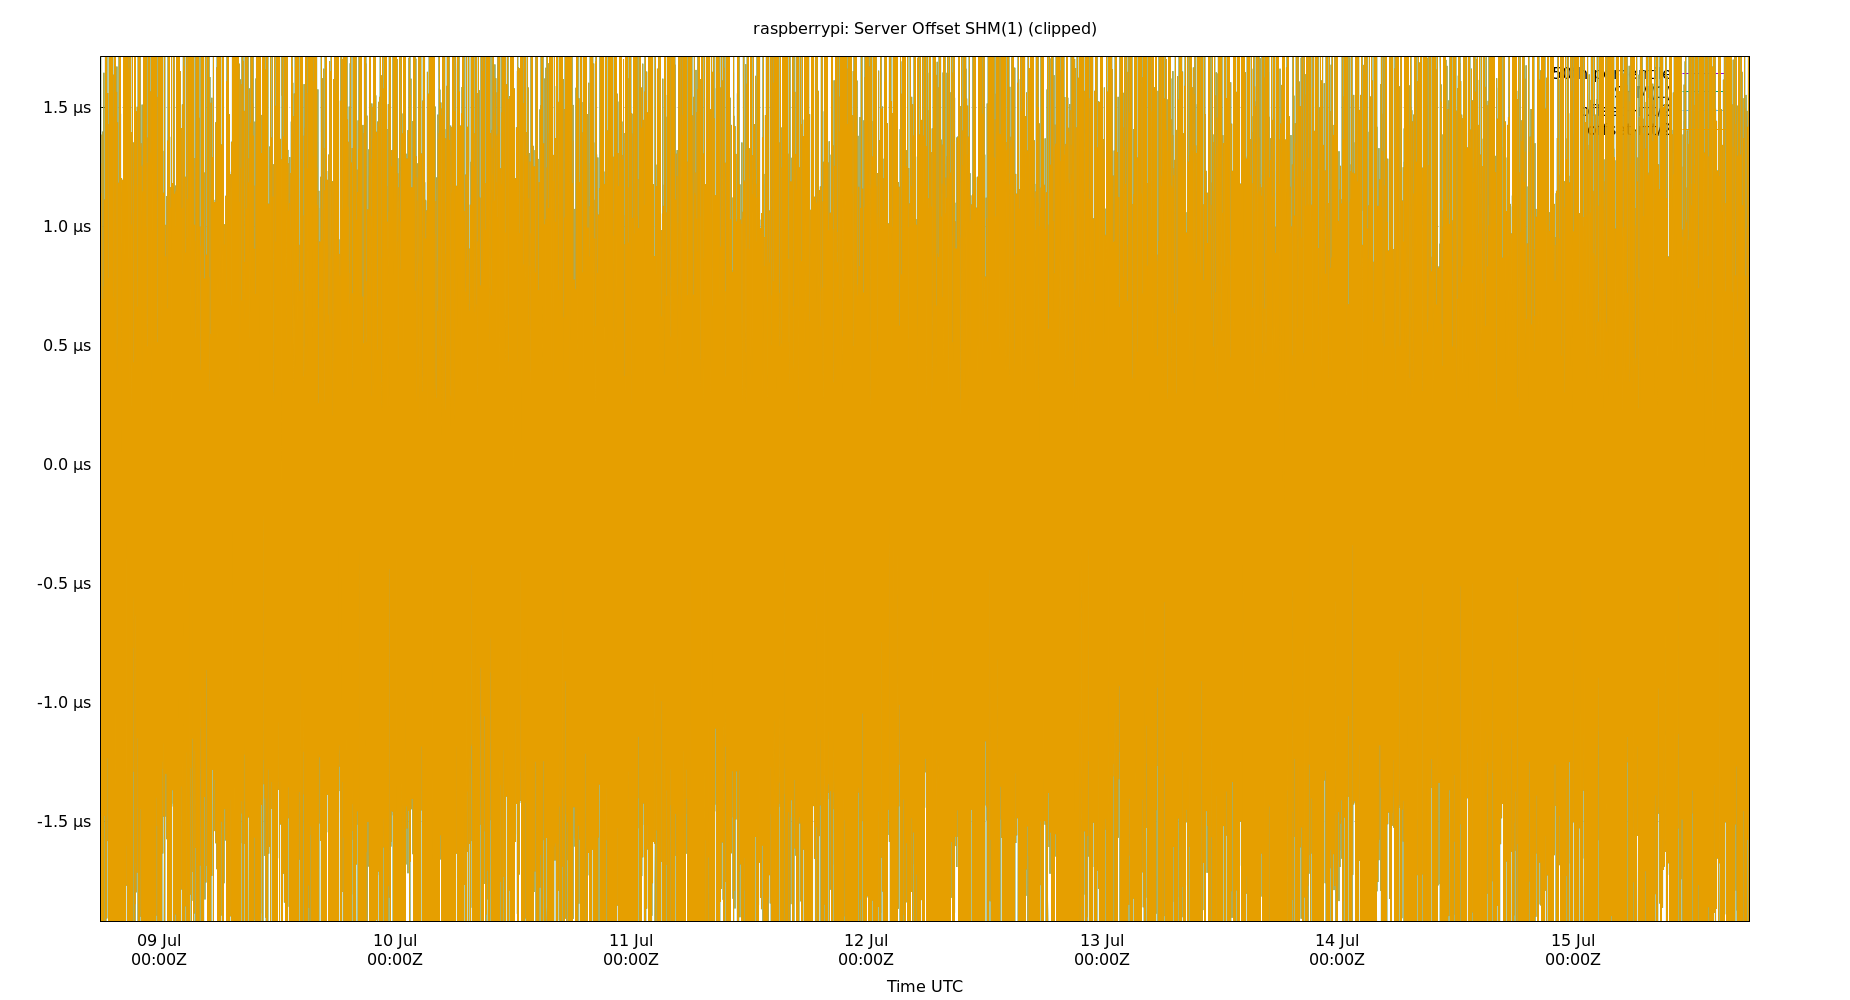 raspberrypi: Server Offset SHM(1) (clipped)
1.5 µs
1.0 µs
0.5 µs
0.0 µs
-0.5 µs
-1.0 µs
-1.5 µs
09 Jul 10 Jul 11 Jul 12 Jul 13 Jul 14 Jul 15 Jul
00:00Z 00:00Z 00:00Z 00:00Z 00:00Z 00:00Z 00:00Z
Time UTC